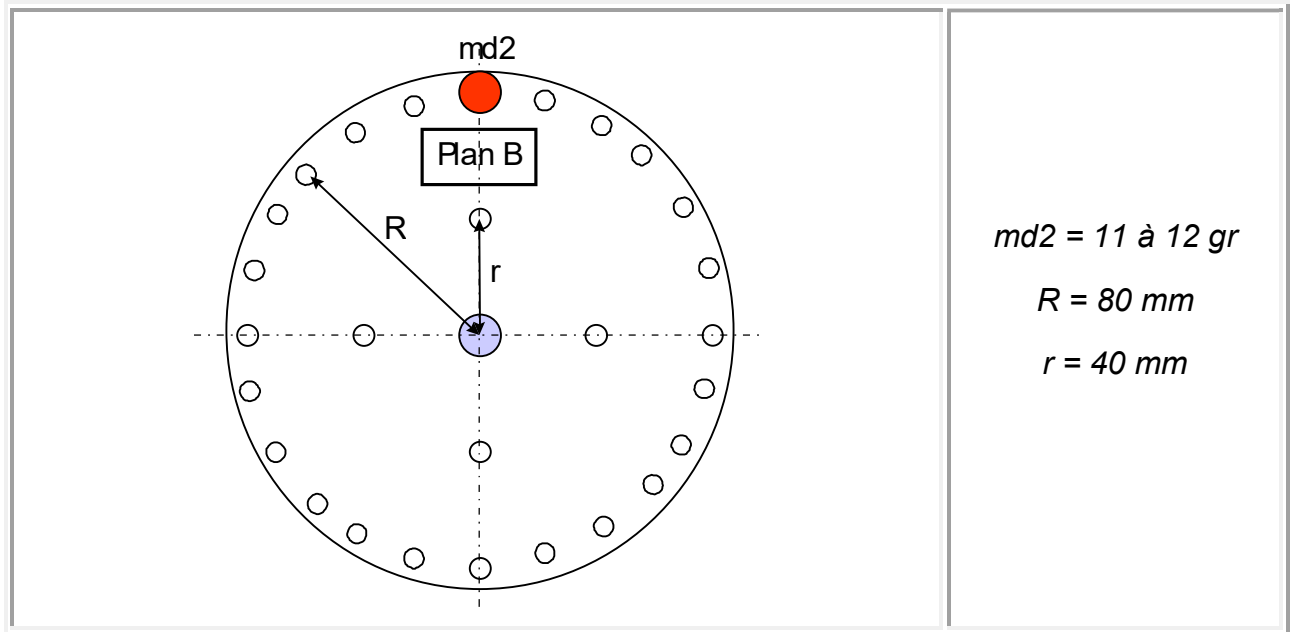 md2
Plan B
R
r
md2 = 11 à 12 gr
R = 80 mm
r = 40 mm